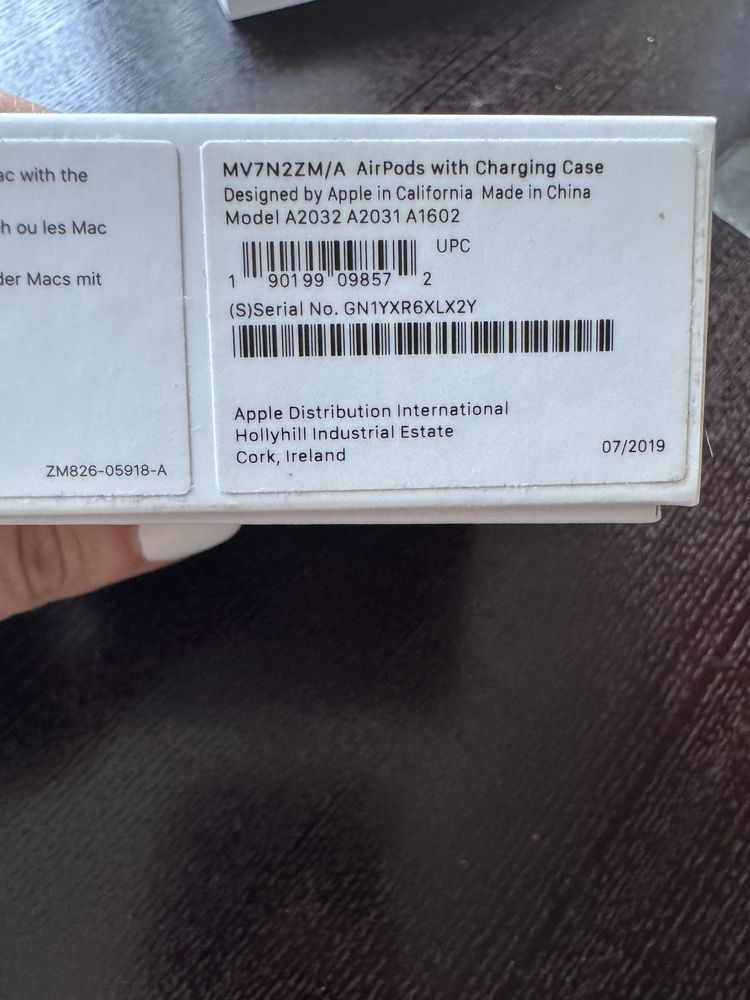 ac with the
h ou les Mac
der Macs mit
ZM826-05918-A
MV7N2ZM/A AirPods with Charging Case
Designed by Apple in California Made in China
Model A2032 A2031 A1602
UPC
1 90199 09857 2
(S)Serial No. GN1YXR6XLX2Y
Apple Distribution International
Hollyhill Industrial Estate
Cork, Ireland
07/2019